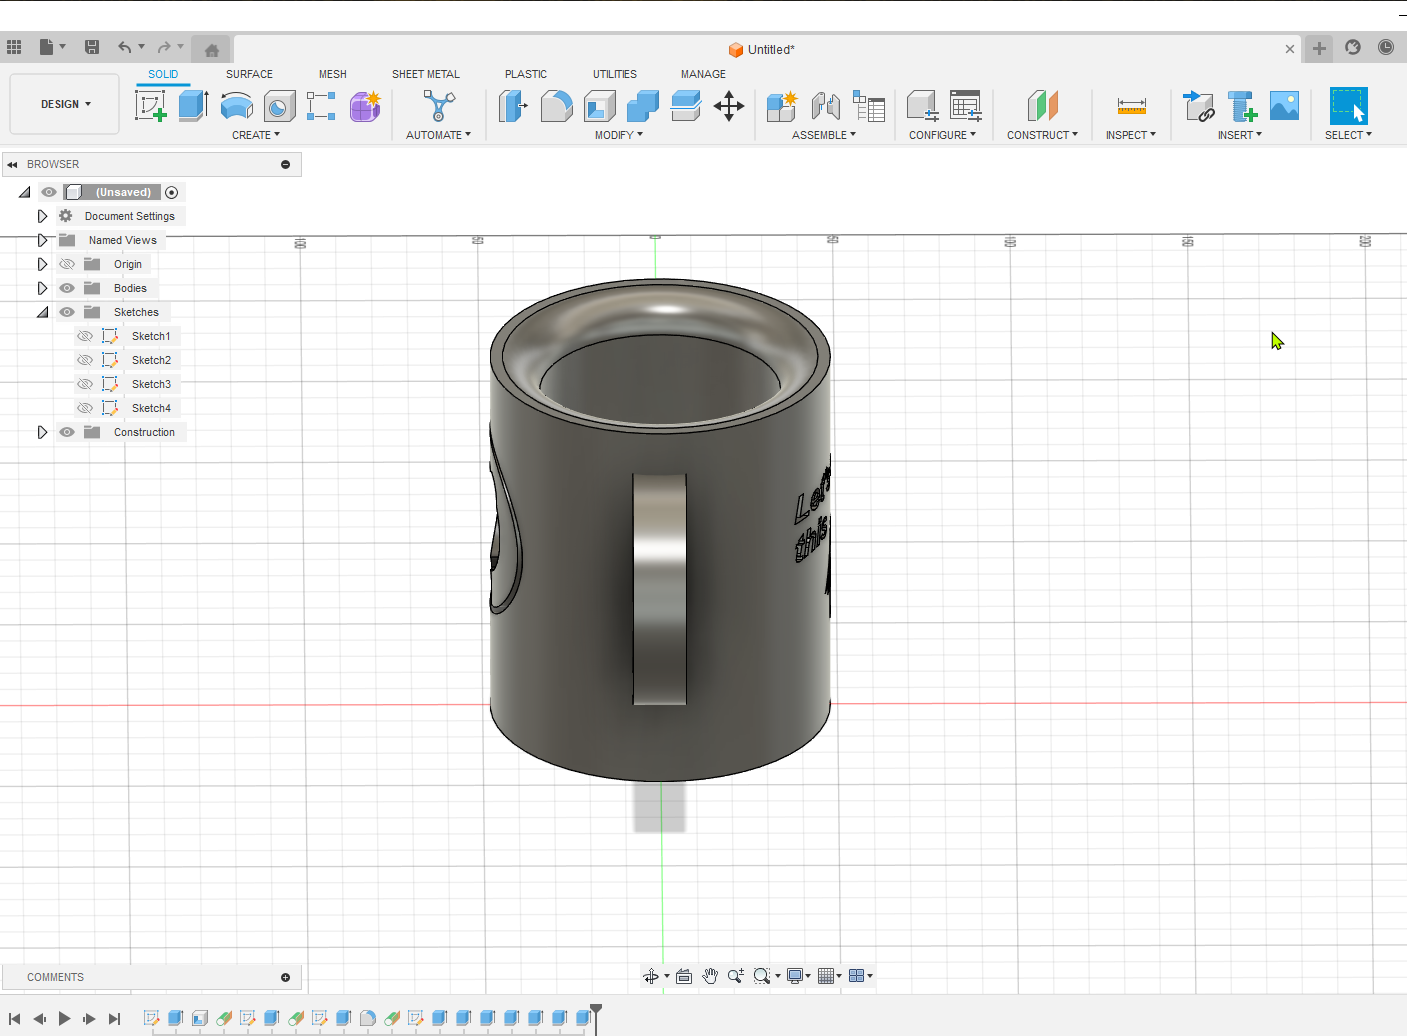 Untitled*
SOLID
SURFACE
MESH
SHEET METAL
PLASTIC
UTILITIES
MANAGE
DESIGN
CREATE
AUTOMATE
MODIFY
ASSEMBLE
CONFIGURE
CONSTRUCT
INSPECT
INSERT
SELECT
BROWSER
(Unsaved)
Document Settings
Named Views
Origin
Bodies
Sketches
Sketch1
Sketch2
Sketch3
Sketch4
Construction
this
COMMENTS